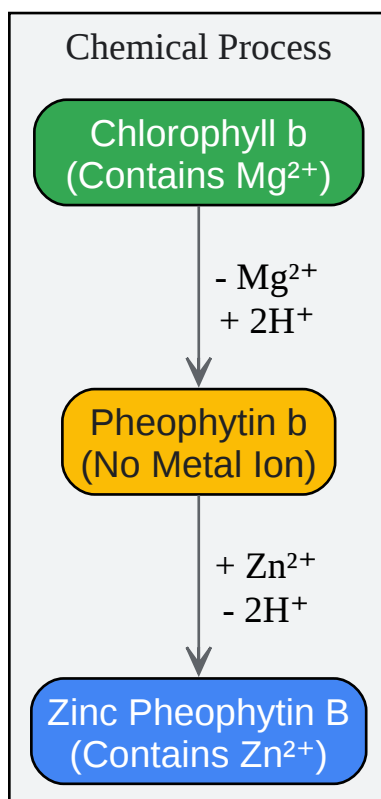 Chemical Process
Chlorophyll b
(Contains Mg²⁺)
- Mg²⁺
+ 2H⁺
Pheophytin b
(No Metal Ion)
+ Zn²⁺
- 2H⁺
Zinc Pheophytin B
(Contains Zn²⁺)